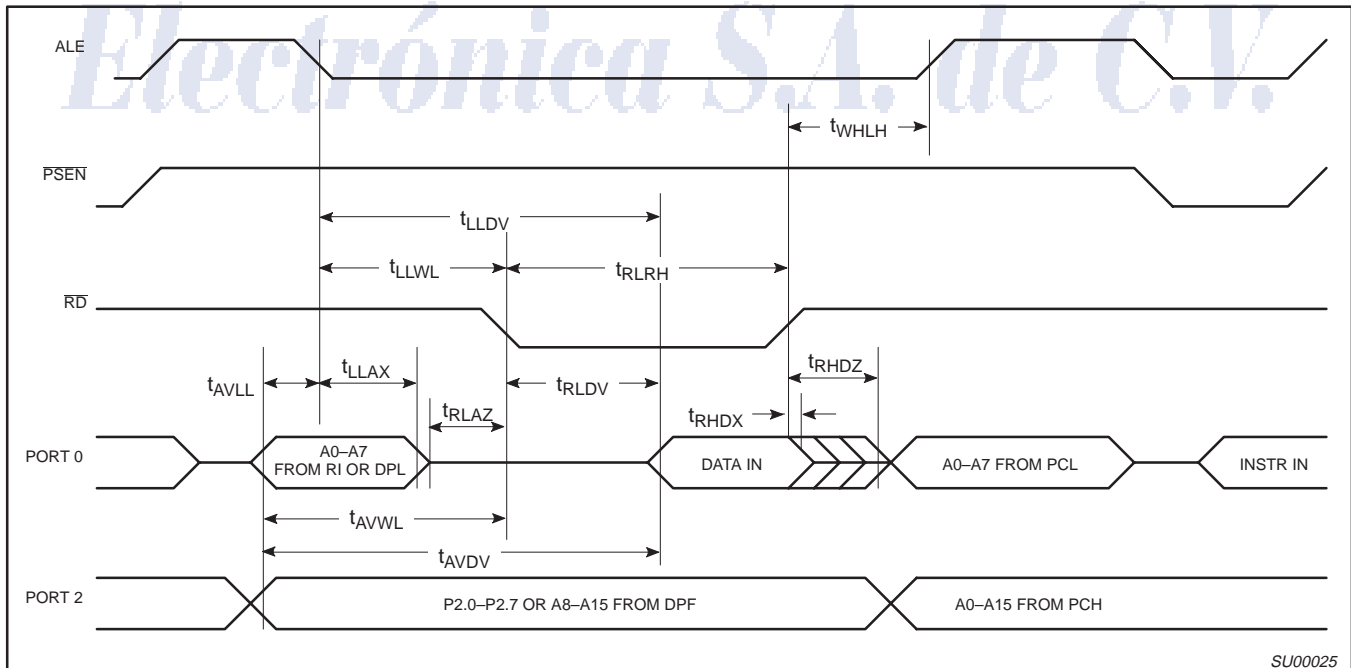 Electrónica S.A. de C.V.
ALE
tWHLH
PSEN
tLLDV
tLLWL
tRLRH
RD
tAVLL
tLLAX
tRLAZ
tRLDV
tRHDZ
tRHDX
PORT 0
A0–A7
FROM RI OR DPL
DATA IN
A0–A7 FROM PCL
INSTR IN
tAVWL
tAVDV
PORT 2
P2.0–P2.7 OR A8–A15 FROM DPF
A0–A15 FROM PCH
SU00025